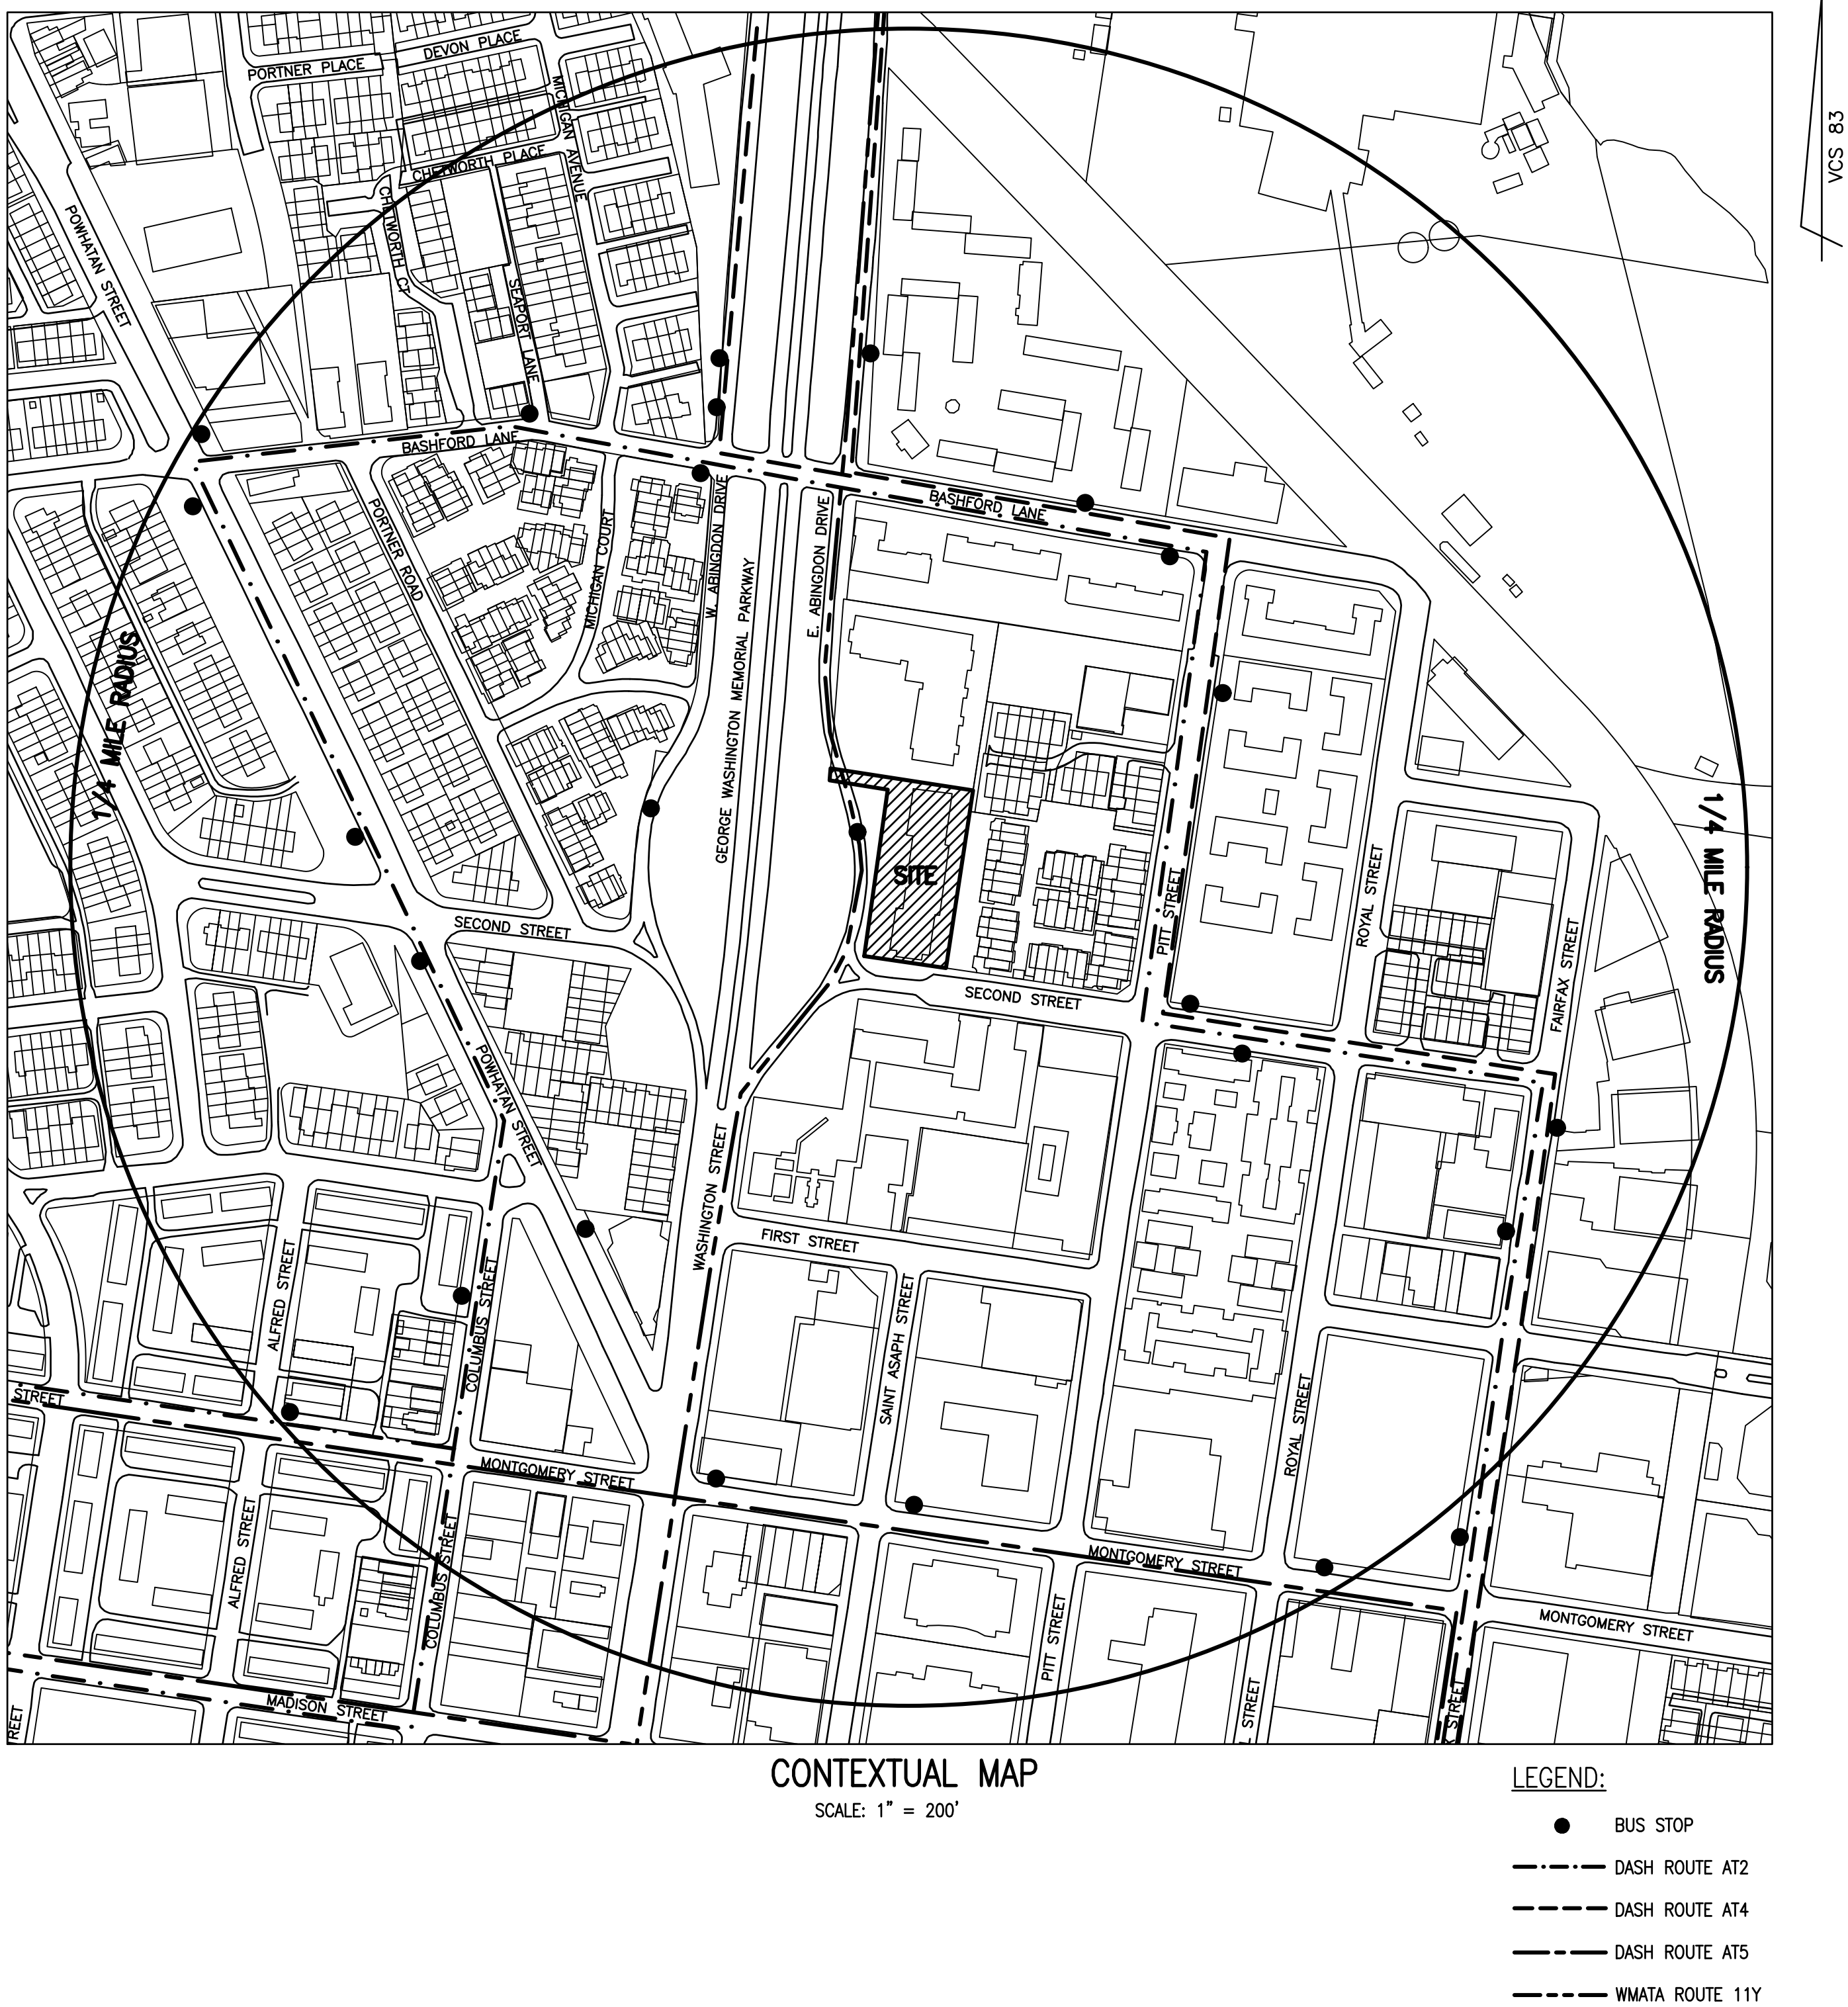 DEVON PLACE
PORTNER PLACE
MICHIGAN AVENUE
CHETWORTH PLACE
CHETWORTH CT
POWHATAN STREET
SEAPORT LANE
VCS 83
BASHFORD LANE
BASHFORD LANE
PORTNER ROAD
MICHIGAN COURT
W. ABINGDON DRIVE
E. ABINGDON DRIVE
GEORGE WASHINGTON MEMORIAL PARKWAY
1/4 MILE RADIUS
1/4 MILE RADIUS
SITE
PITT STREET
ROYAL STREET
FAIRFAX STREET
SECOND STREET
SECOND STREET
POWHATAN STREET
WASHINGTON STREET
FIRST STREET
ALFRED STREET
COLUMBUS STREET
SAINT ASAPH STREET
ROYAL STREET
STREET
MONTGOMERY STREET
MONTGOMERY STREET
MONTGOMERY STREET
ALFRED STREET
COLUMBUS STREET
PITT STREET
L STREET
X STREET
MADISON STREET
REET
CONTEXTUAL MAP
SCALE: 1" = 200'
LEGEND:
BUS STOP
DASH ROUTE AT2
DASH ROUTE AT4
DASH ROUTE AT5
WMATA ROUTE 11Y